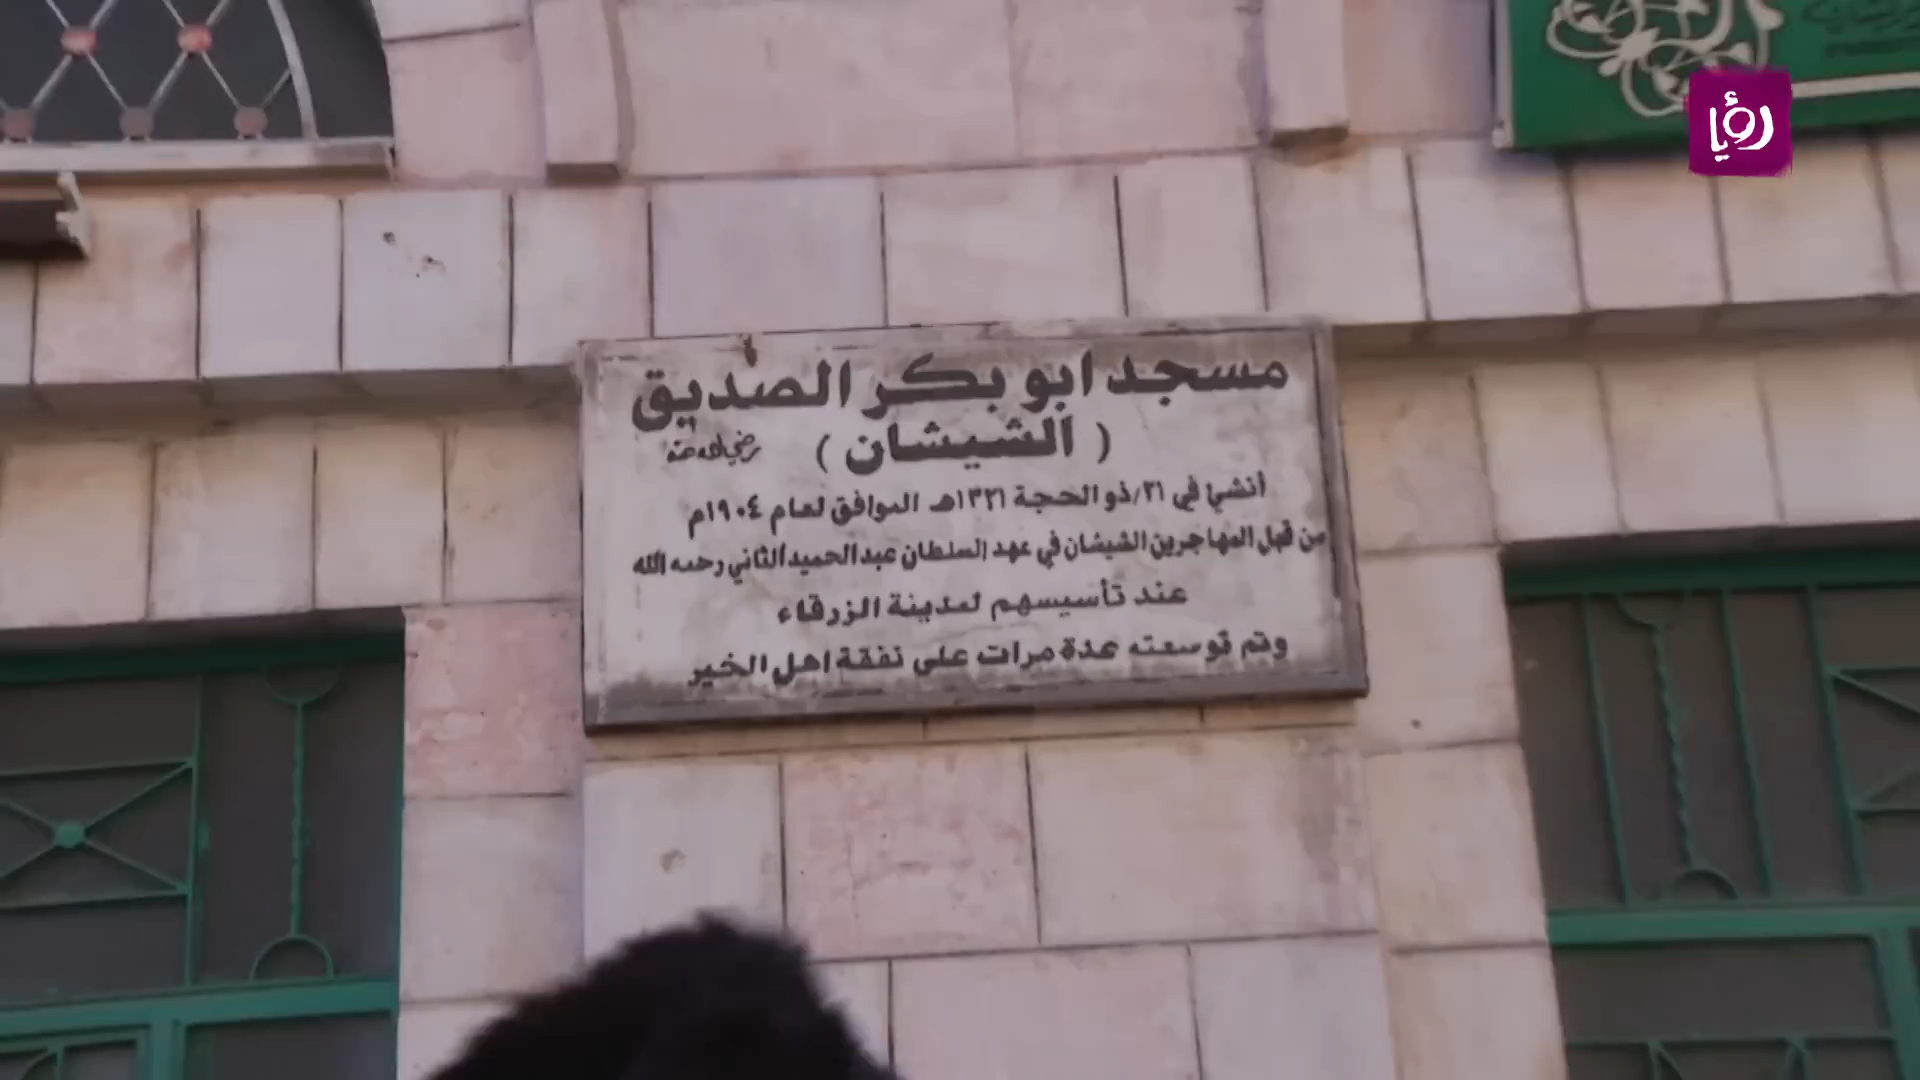 رؤيا
مسجد ابو بكر الصديق
( الشيشان ) رضي الله عنه
أنشئ في ٢١/ذو الحجة ١٣٢١هـ الموافق لعام ١٩٠٤م
من قبل المهاجرين الشيشان في عهد السلطان عبد الحميد الثاني رحمه الله
عند تأسيسهم لمدينة الزرقاء
وتم توسعته عدة مرات على نفقة اهل الخير